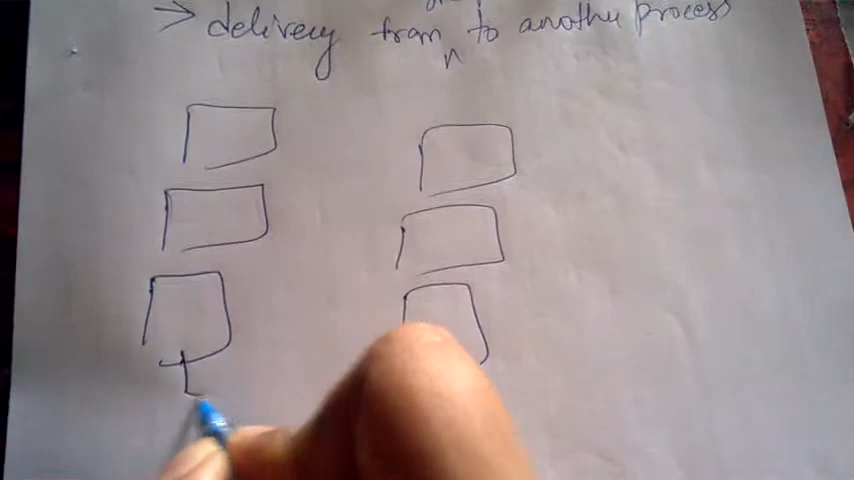 => delivery from to another process
n